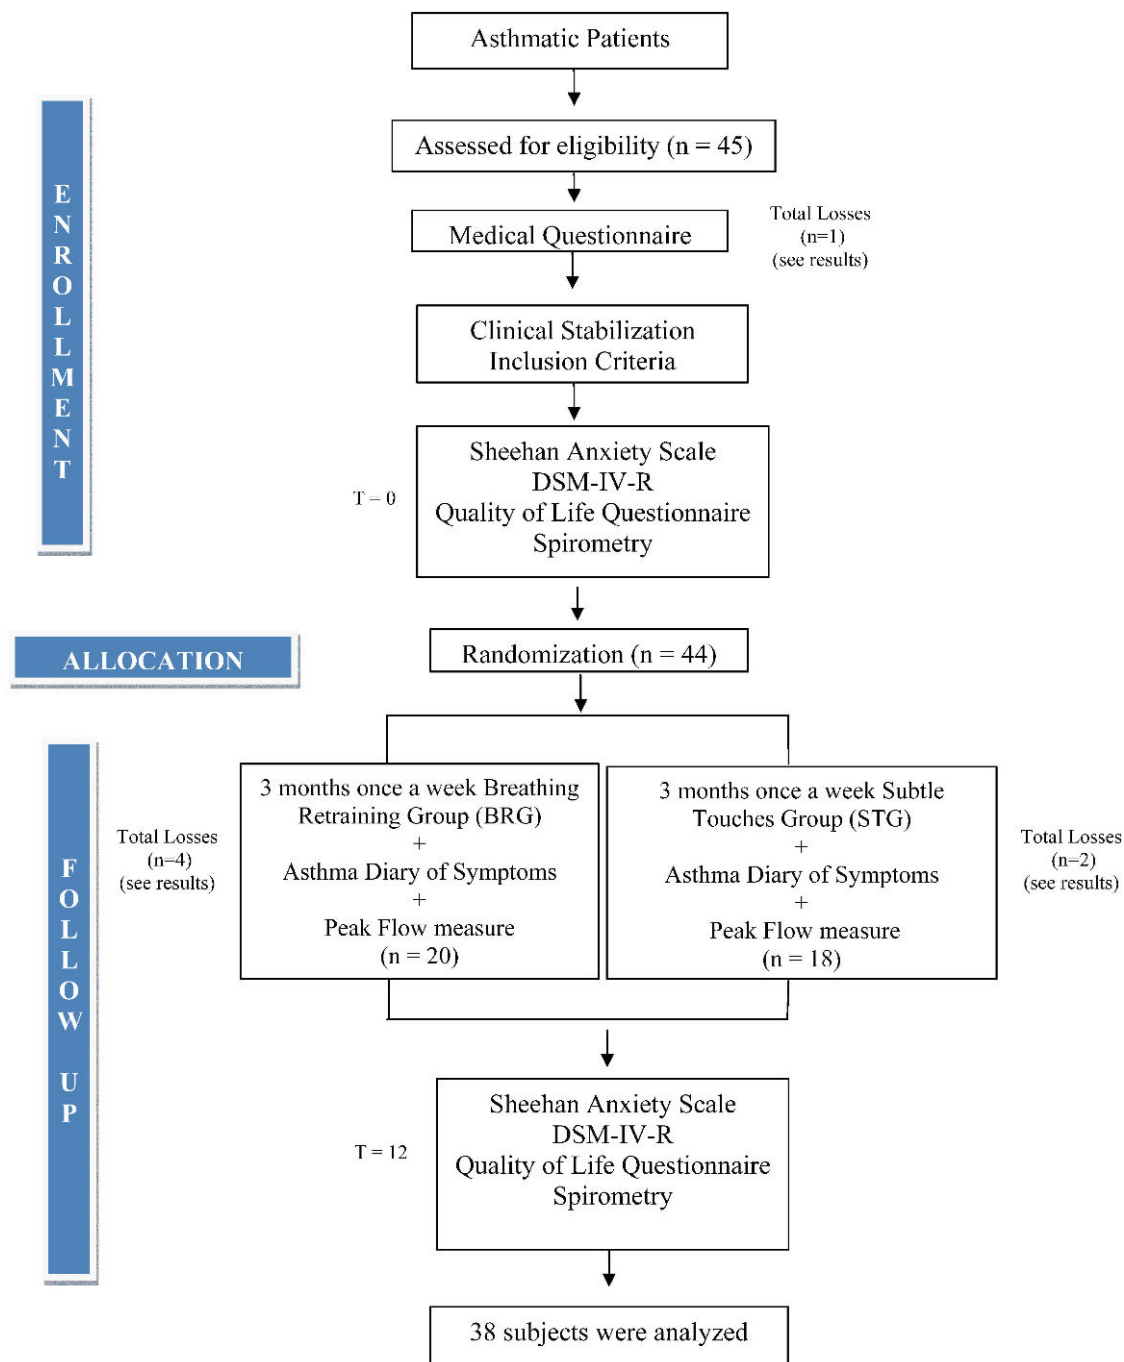 Asthmatic Patients
Assessed for eligibility (n = 45)
Medical Questionnaire
Total Losses
(n=1)
(see results)
ENROLLMENT
Clinical Stabilization
Inclusion Criteria
T = 0
Sheehan Anxiety Scale
DSM-IV-R
Quality of Life Questionnaire
Spirometry
ALLOCATION
Randomization (n = 44)
FOLLOW UP
Total Losses
(n=4)
(see results)
3 months once a week Breathing
Retraining Group (BRG)
+
Asthma Diary of Symptoms
+
Peak Flow measure
(n = 20)
3 months once a week Subtle
Touches Group (STG)
+
Asthma Diary of Symptoms
+
Peak Flow measure
(n = 18)
Total Losses
(n=2)
(see results)
T = 12
Sheehan Anxiety Scale
DSM-IV-R
Quality of Life Questionnaire
Spirometry
38 subjects were analyzed